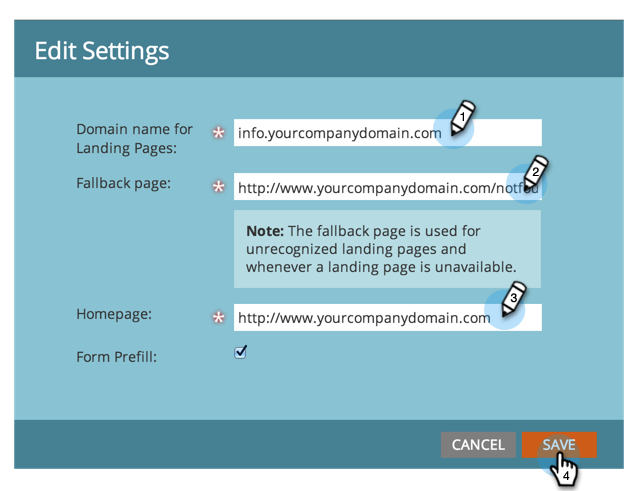 Edit Settings
Domain name for
Landing Pages:
* info.yourcompanydomain.com
1
Fallback page:
* http://www.yourcompanydomain.com/notfou
2
Note: The fallback page is used for
unrecognized landing pages and
whenever a landing page is unavailable.
Homepage:
* http://www.yourcompanydomain.com
3
Form Prefill:
CANCEL
SAVE
4